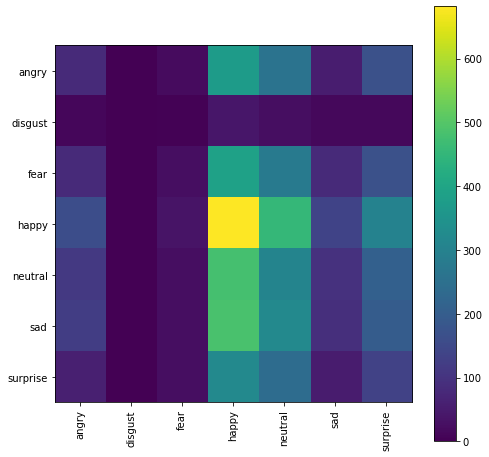 angry
disgust
fear
happy
neutral
sad
surprise
angry
disgust
fear
happy
neutral
sad
surprise
600
500
400
300
200
100
0